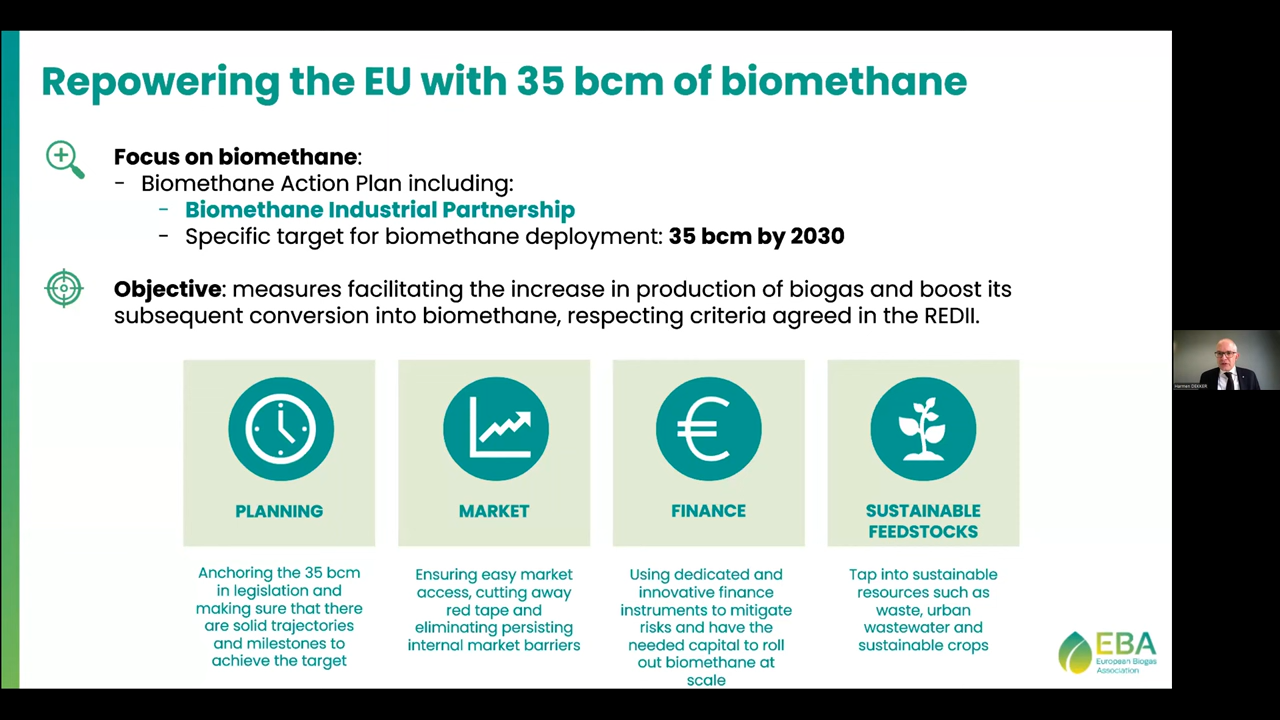 Repowering the EU with 35 bcm of biomethane
Focus on biomethane:
- Biomethane Action Plan including:
- Biomethane Industrial Partnership
- Specific target for biomethane deployment: 35 bcm by 2030
Objective: measures facilitating the increase in production of biogas and boost its
subsequent conversion into biomethane, respecting criteria agreed in the REDII.
PLANNING
Anchoring the 35 bcm
in legislation and
making sure that there
are solid trajectories
and milestones to
achieve the target
MARKET
Ensuring easy market
access, cutting away
red tape and
eliminating persisting
internal market barriers
€
FINANCE
Using dedicated and
innovative finance
instruments to mitigate
risks and have the
needed capital to roll
out biomethane at
scale
SUSTAINABLE
FEEDSTOCKS
Tap into sustainable
resources such as
waste, urban
wastewater and
sustainable crops
EBA
European Biogas
Association
Harmen DEKKER